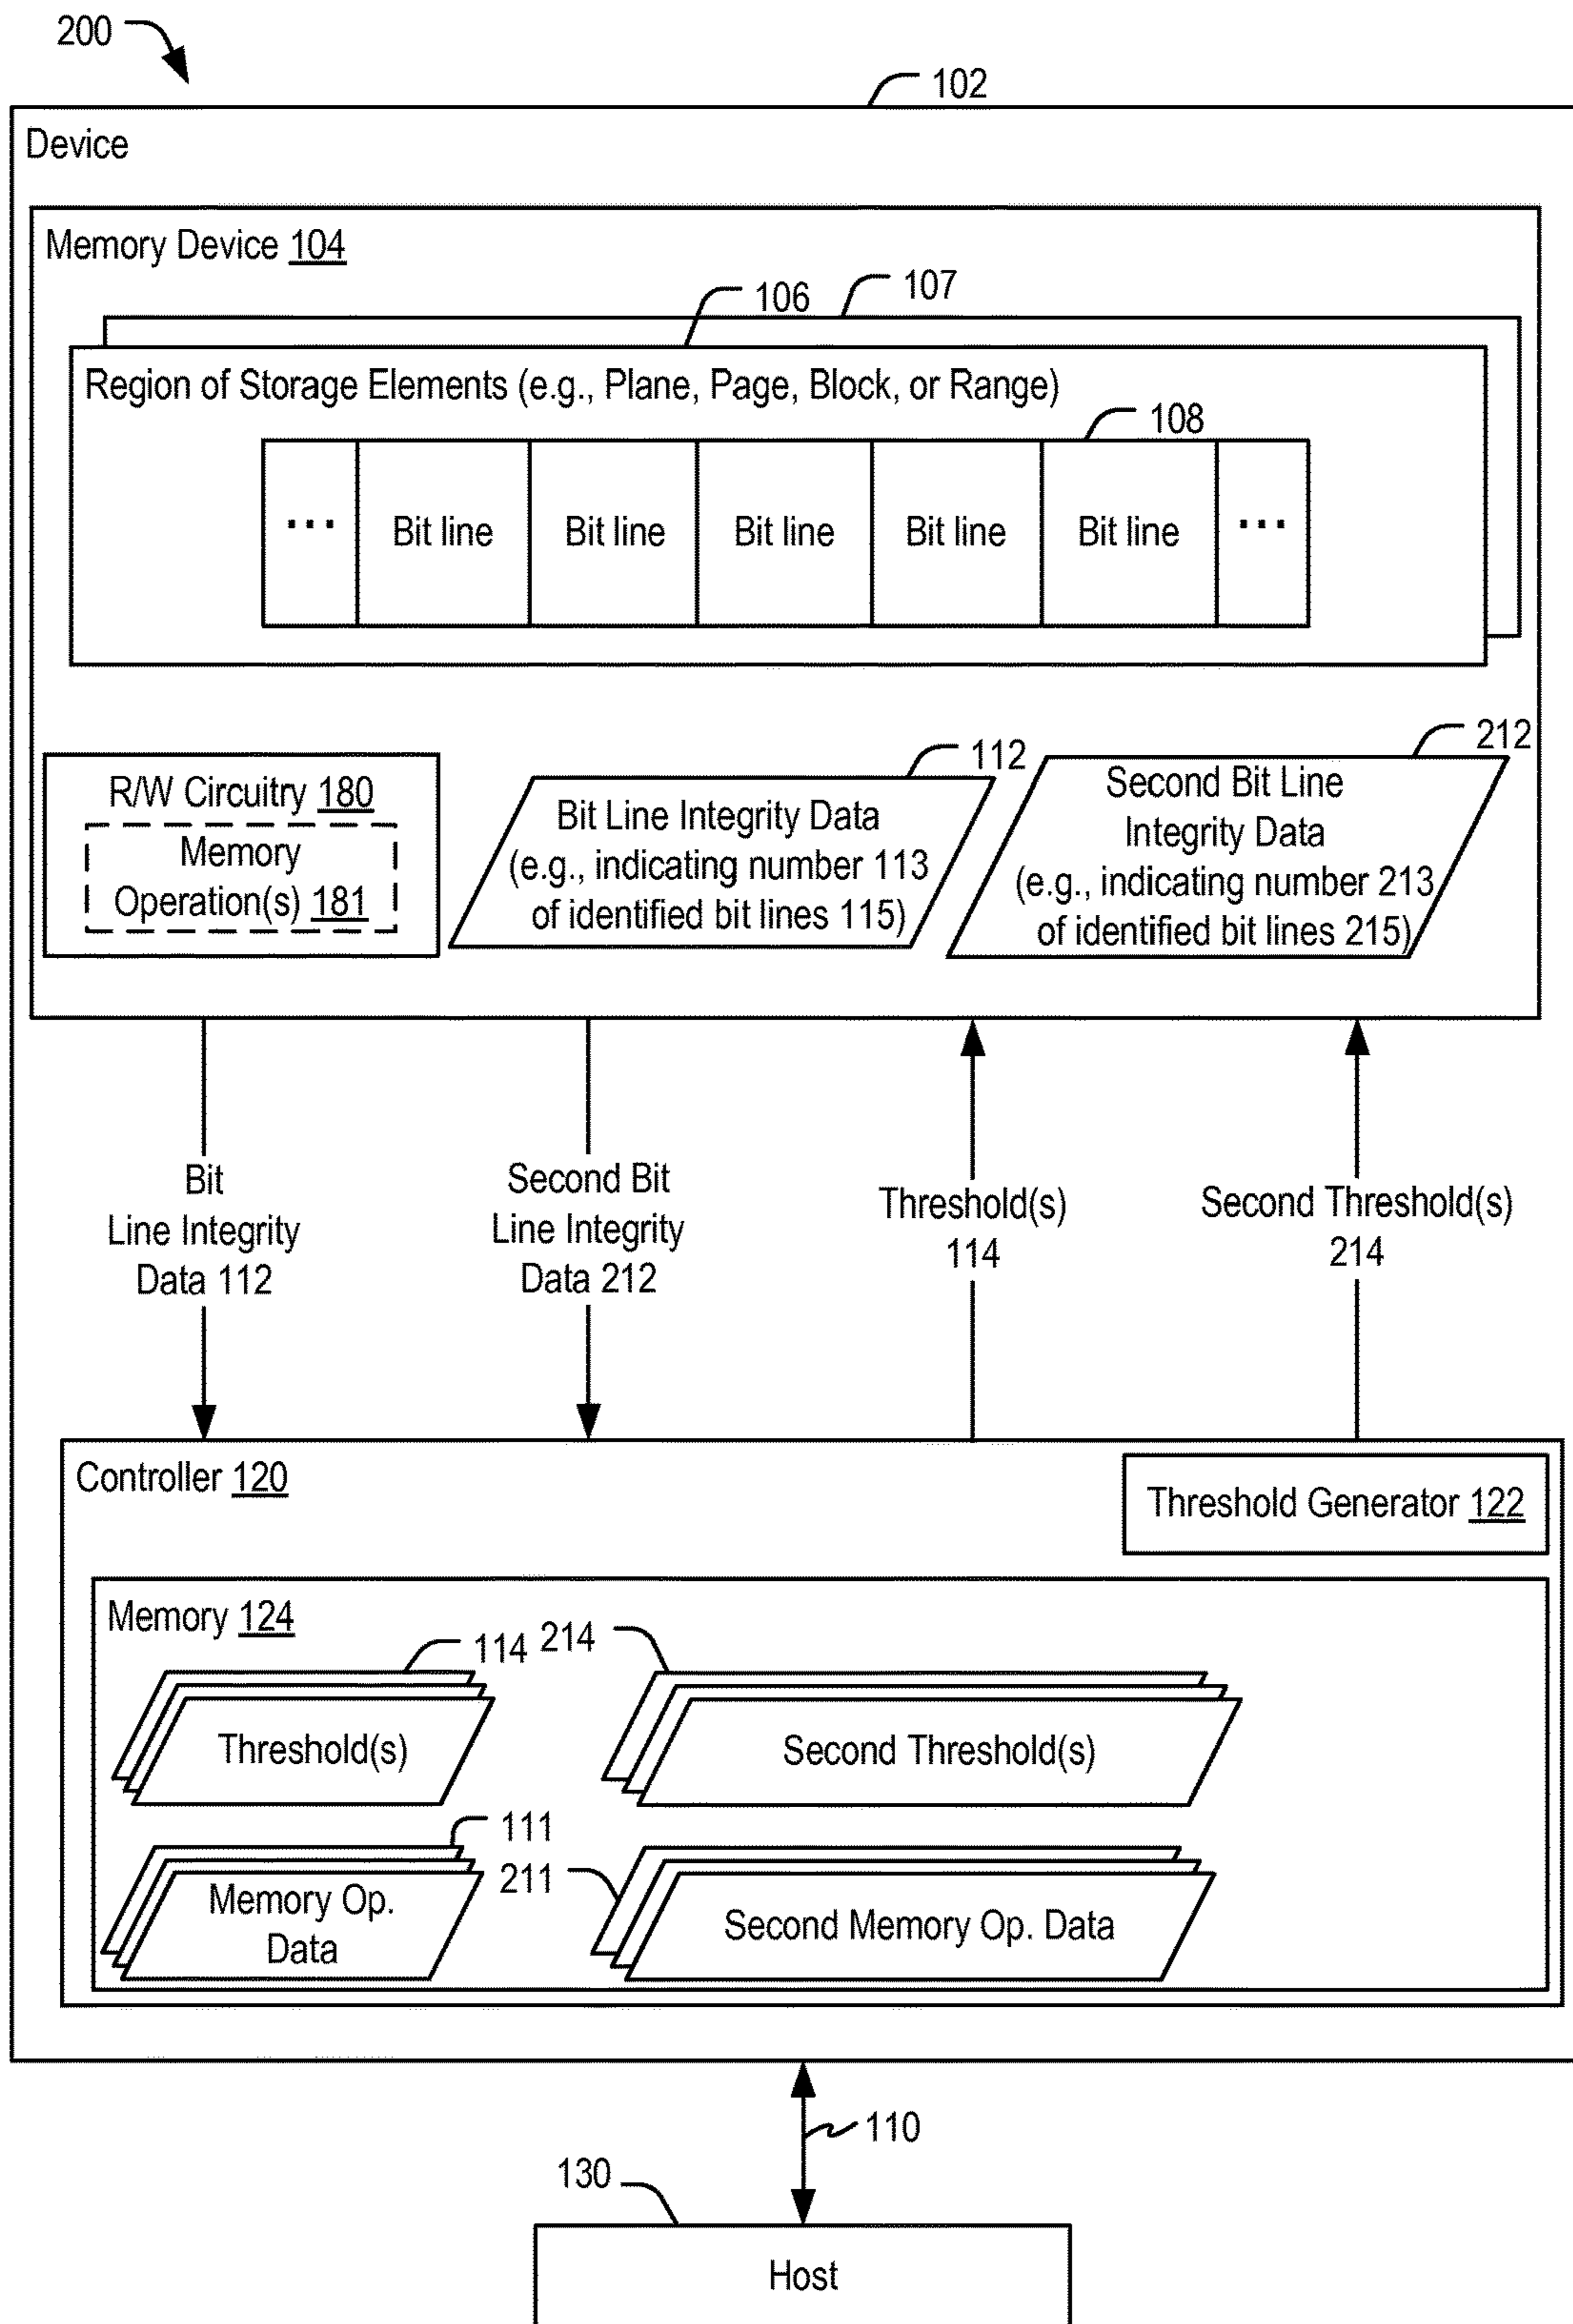 200
102
Device
Memory Device 104
107
106
Region of Storage Elements (e.g., Plane, Page, Block, or Range)
108
... Bit line Bit line Bit line Bit line Bit line ...
R/W Circuitry 180
Memory
Operation(s) 181
112
Bit Line Integrity Data
(e.g., indicating number 113
of identified bit lines 115)
212
Second Bit Line
Integrity Data
(e.g., indicating number 213
of identified bit lines 215)
Bit
Line Integrity
Data 112
Second Bit
Line Integrity
Data 212
Threshold(s)
114
Second Threshold(s)
214
Controller 120
Threshold Generator 122
Memory 124
114
214
Threshold(s)
Second Threshold(s)
111
211
Memory Op.
Data
Second Memory Op. Data
110
130
Host